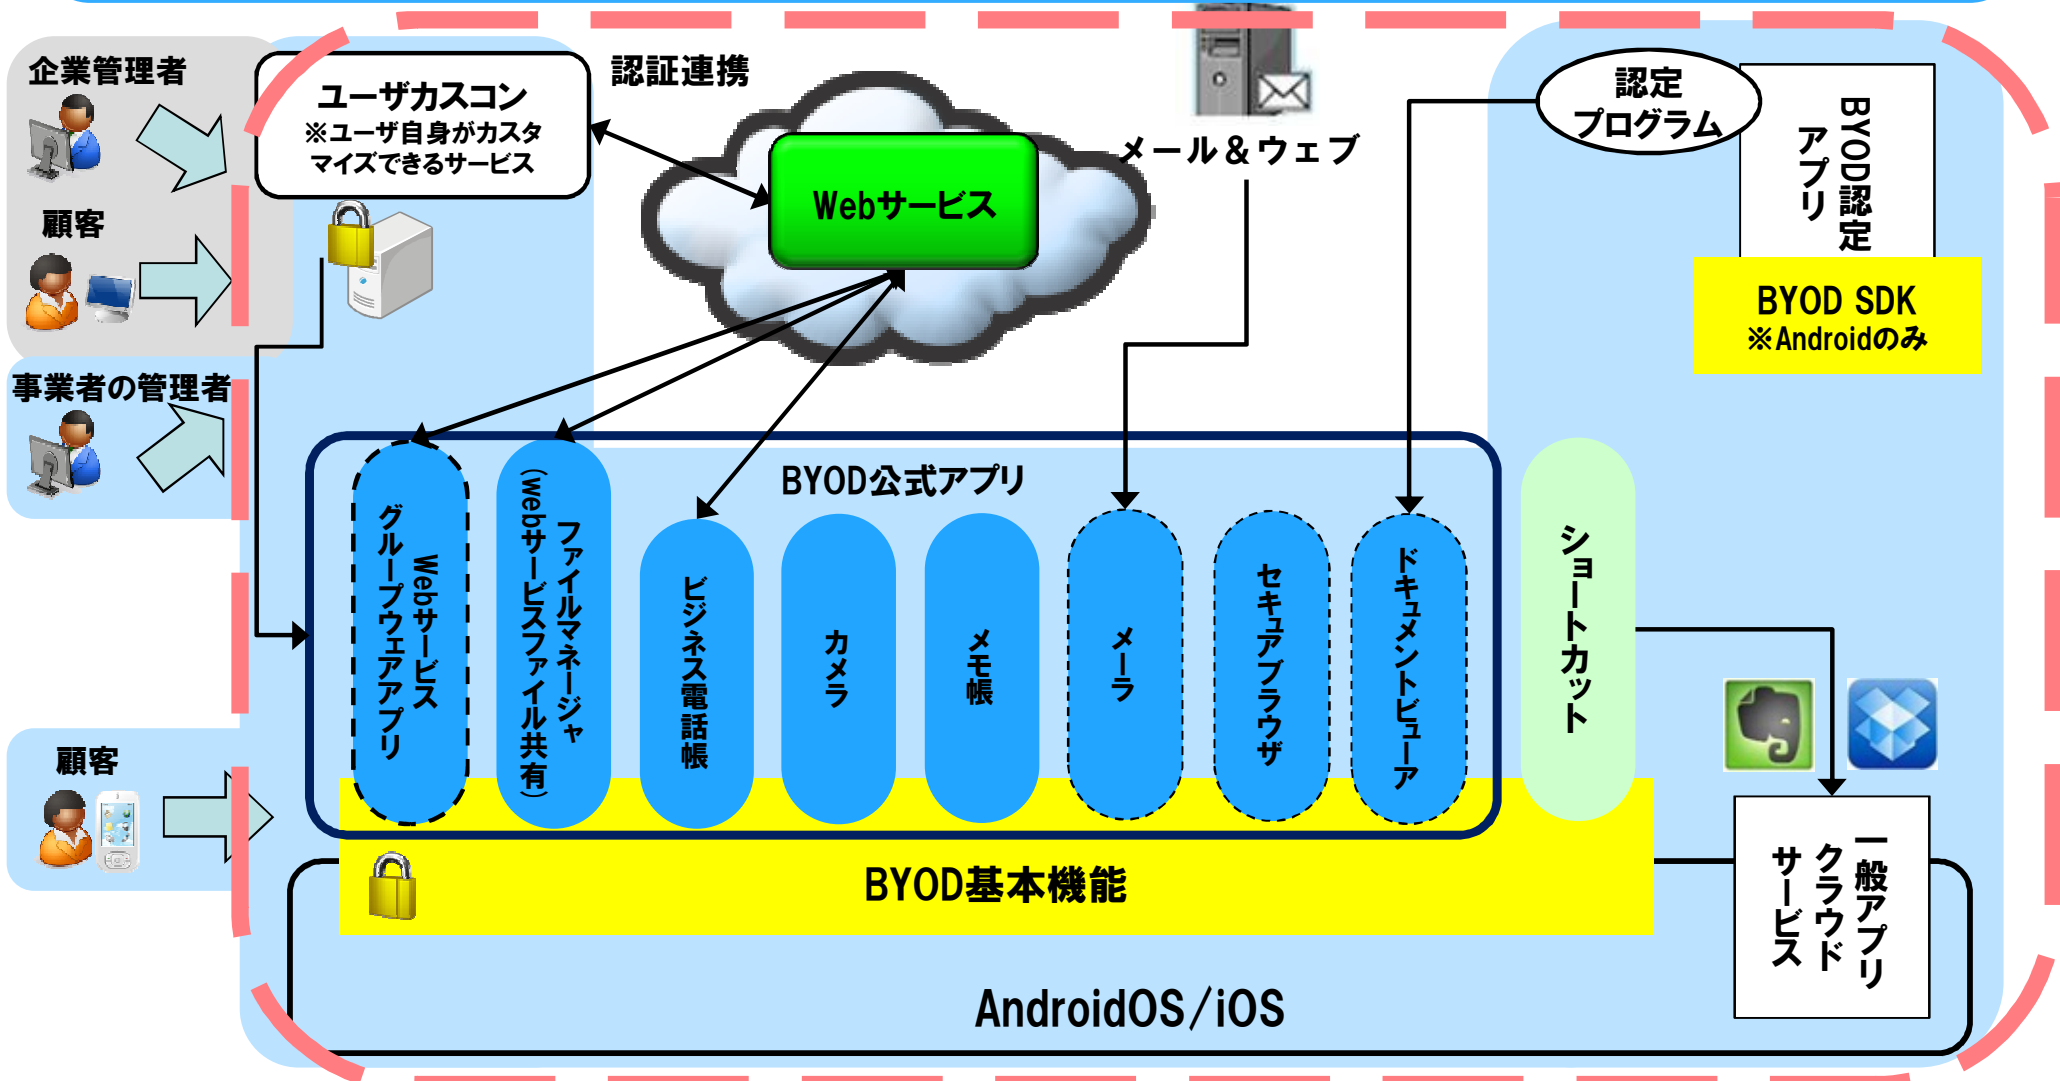 企業管理者
顧客
事業者の管理者
顧客
ユーザカスコン
※ユーザ自身がカスタ
マイズできるサービス
認証連携
Webサービス
メール＆ウェブ
認定
プログラム
BYOD認定
アプリ
BYOD SDK
※Androidのみ
BYOD公式アプリ
Webサービス
グループウェアアプリ
ファイルマネージャ
(webサービスファイル共有)
ビジネス電話帳
カメラ
メモ帳
メーラ
セキュアブラウザ
ドキュメントビューア
ショートカット
BYOD基本機能
一般アプリ
クラウド
サービス
AndroidOS/iOS